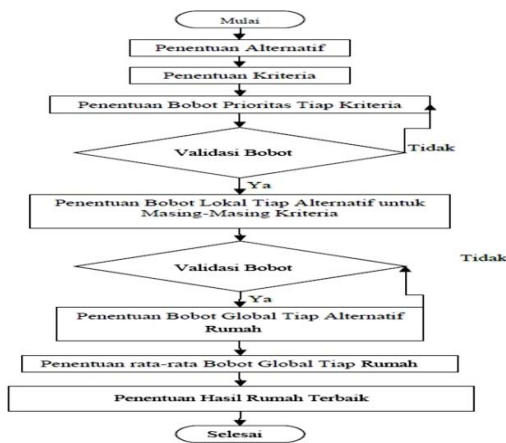 Mulai
Penentuan Alternatif
Penentuan Kriteria
Penentuan Bobot Prioritas Tiap Kriteria
Validasi Bobot
Tidak
Ya
Penentuan Bobot Lokal Tiap Alternatif untuk
Masing-Masing Kriteria
Validasi Bobot
Tidak
Ya
Penentuan Bobot Global Tiap Alternatif
Rumah
Penentuan rata-rata Bobot Global Tiap Rumah
Penentuan Hasil Rumah Terbaik
Selesai